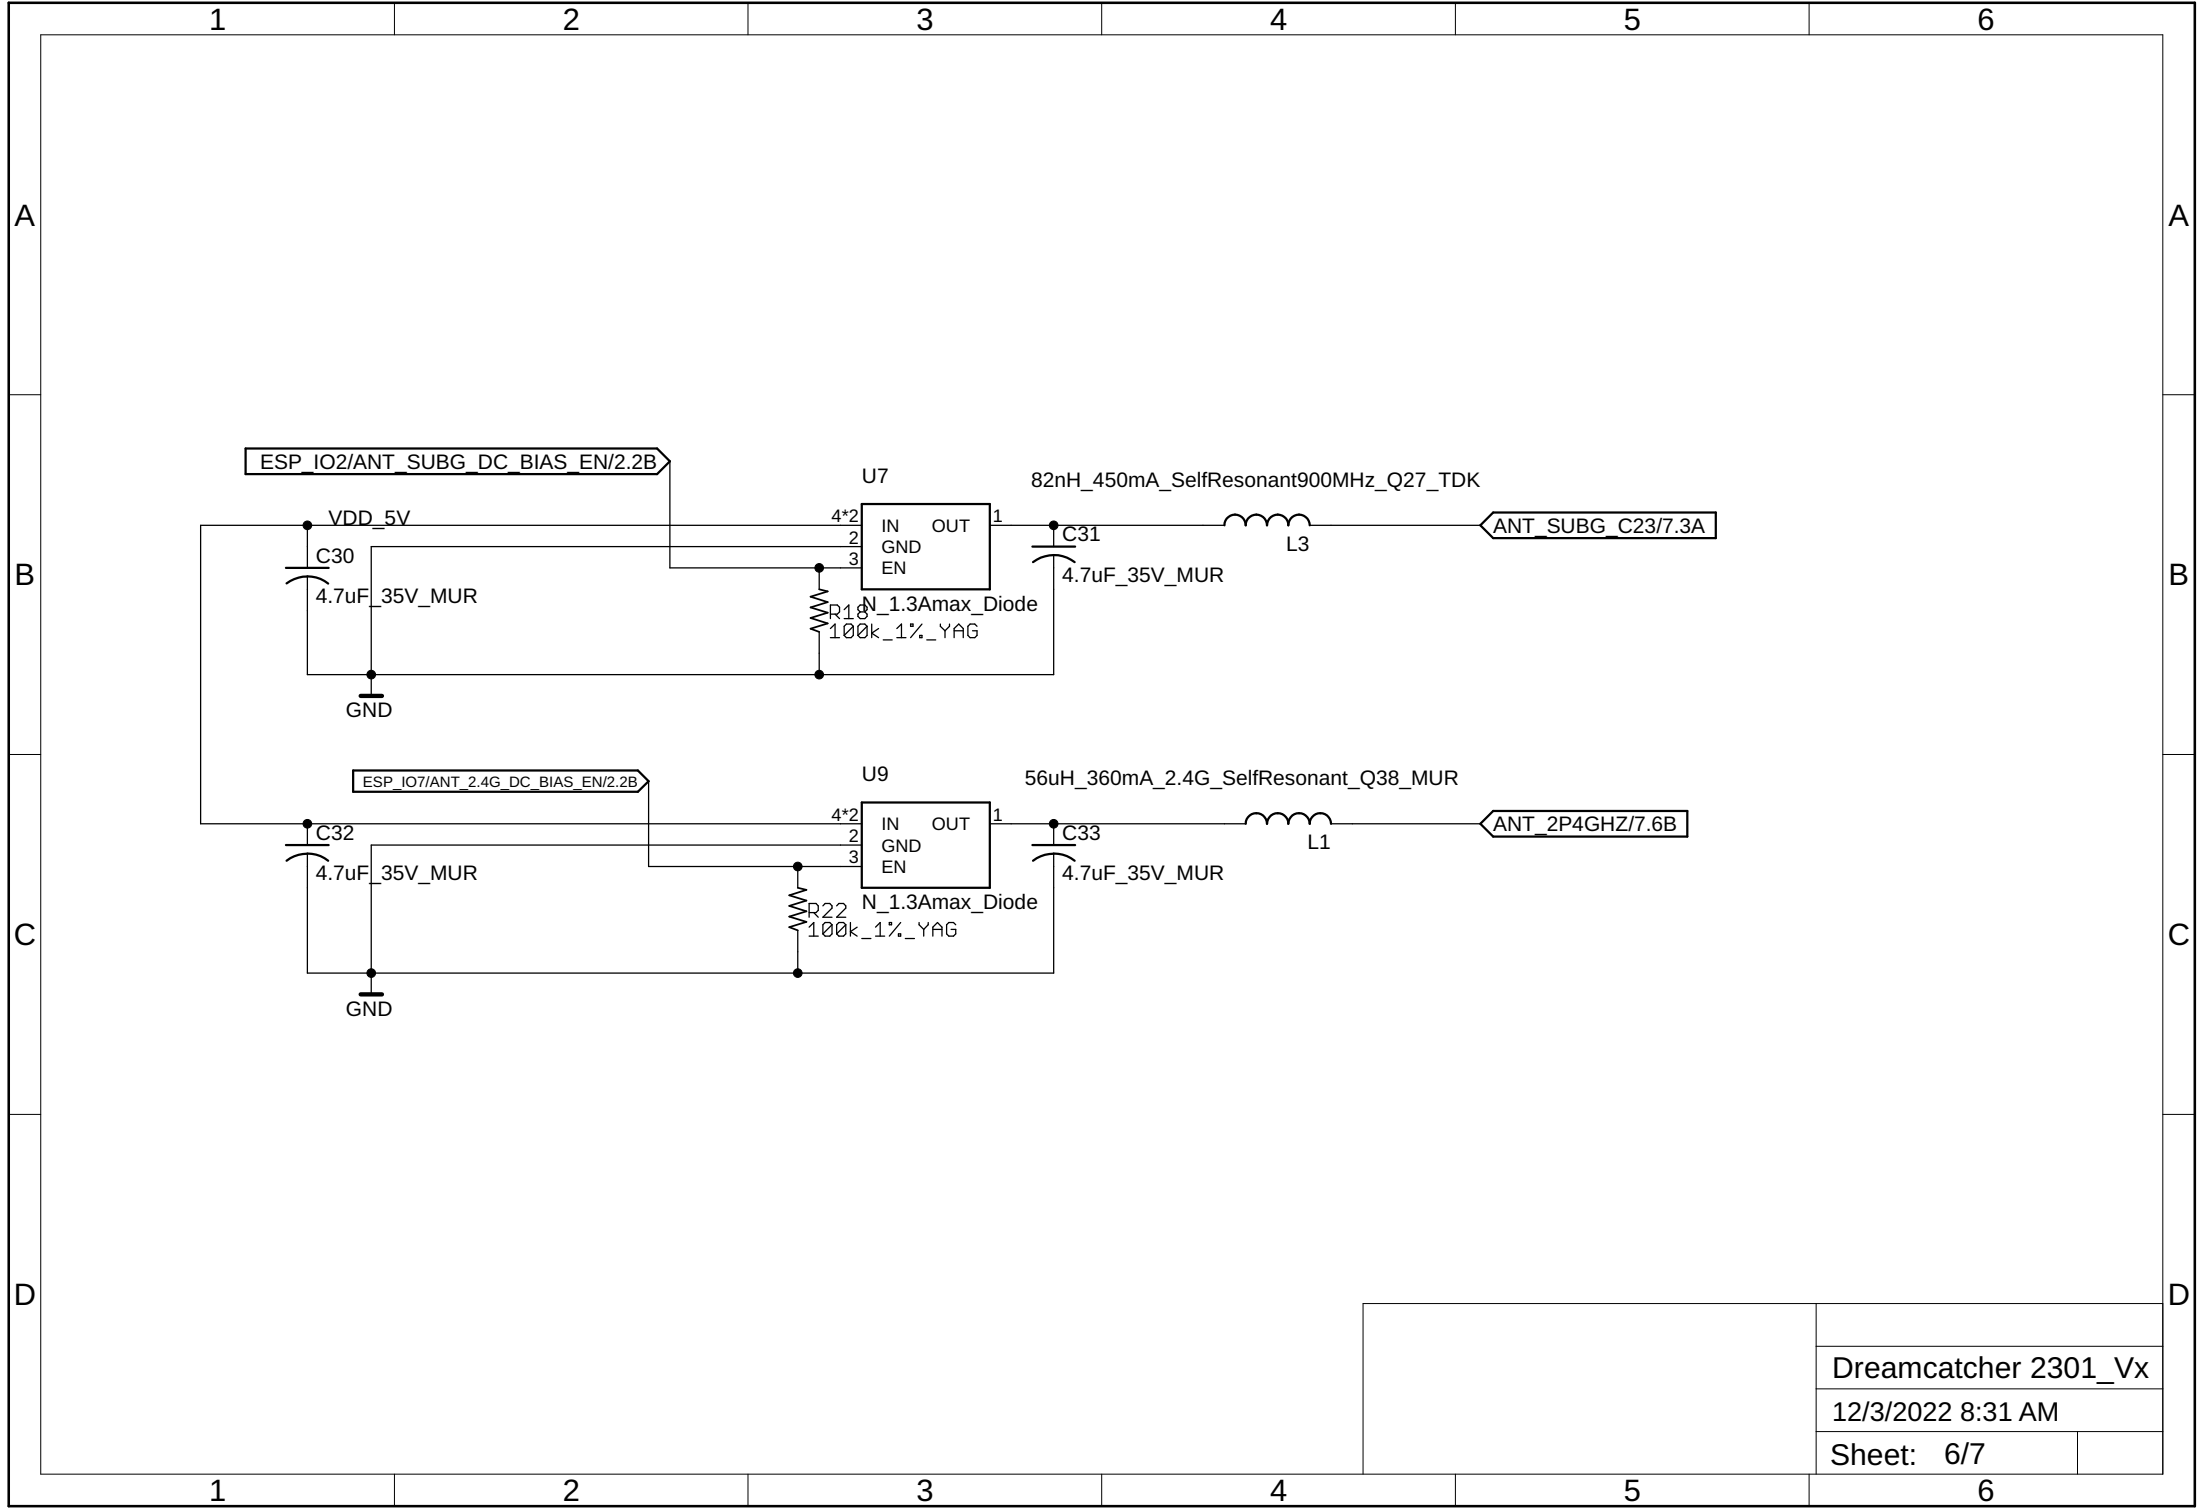 1 2 3 4 5 6
A A
ESP_IO2/ANT_SUBG_DC_BIAS_EN/2.2B
U7
82nH_450mA_SelfResonant900MHz_Q27_TDK
VDD_5V
4*2 IN OUT 1
ANT_SUBG_C23/7.3A
2 GND
C31
L3
C30
3 EN
4.7uF_35V_MUR
B B
4.7uF_35V_MUR
R18
N_1.3Amax_Diode
100k_1%_YAG
GND
ESP_IO7/ANT_2.4G_DC_BIAS_EN/2.2B
U9
56uH_360mA_2.4G_SelfResonant_Q38_MUR
4*2 IN OUT 1
ANT_2P4GHZ/7.6B
C32
2 GND
C33
L1
3 EN
4.7uF_35V_MUR
4.7uF_35V_MUR
R22
N_1.3Amax_Diode
100k_1%_YAG
C C
GND
D D
Dreamcatcher 2301_Vx
12/3/2022 8:31 AM
Sheet: 6/7
1 2 3 4 5 6